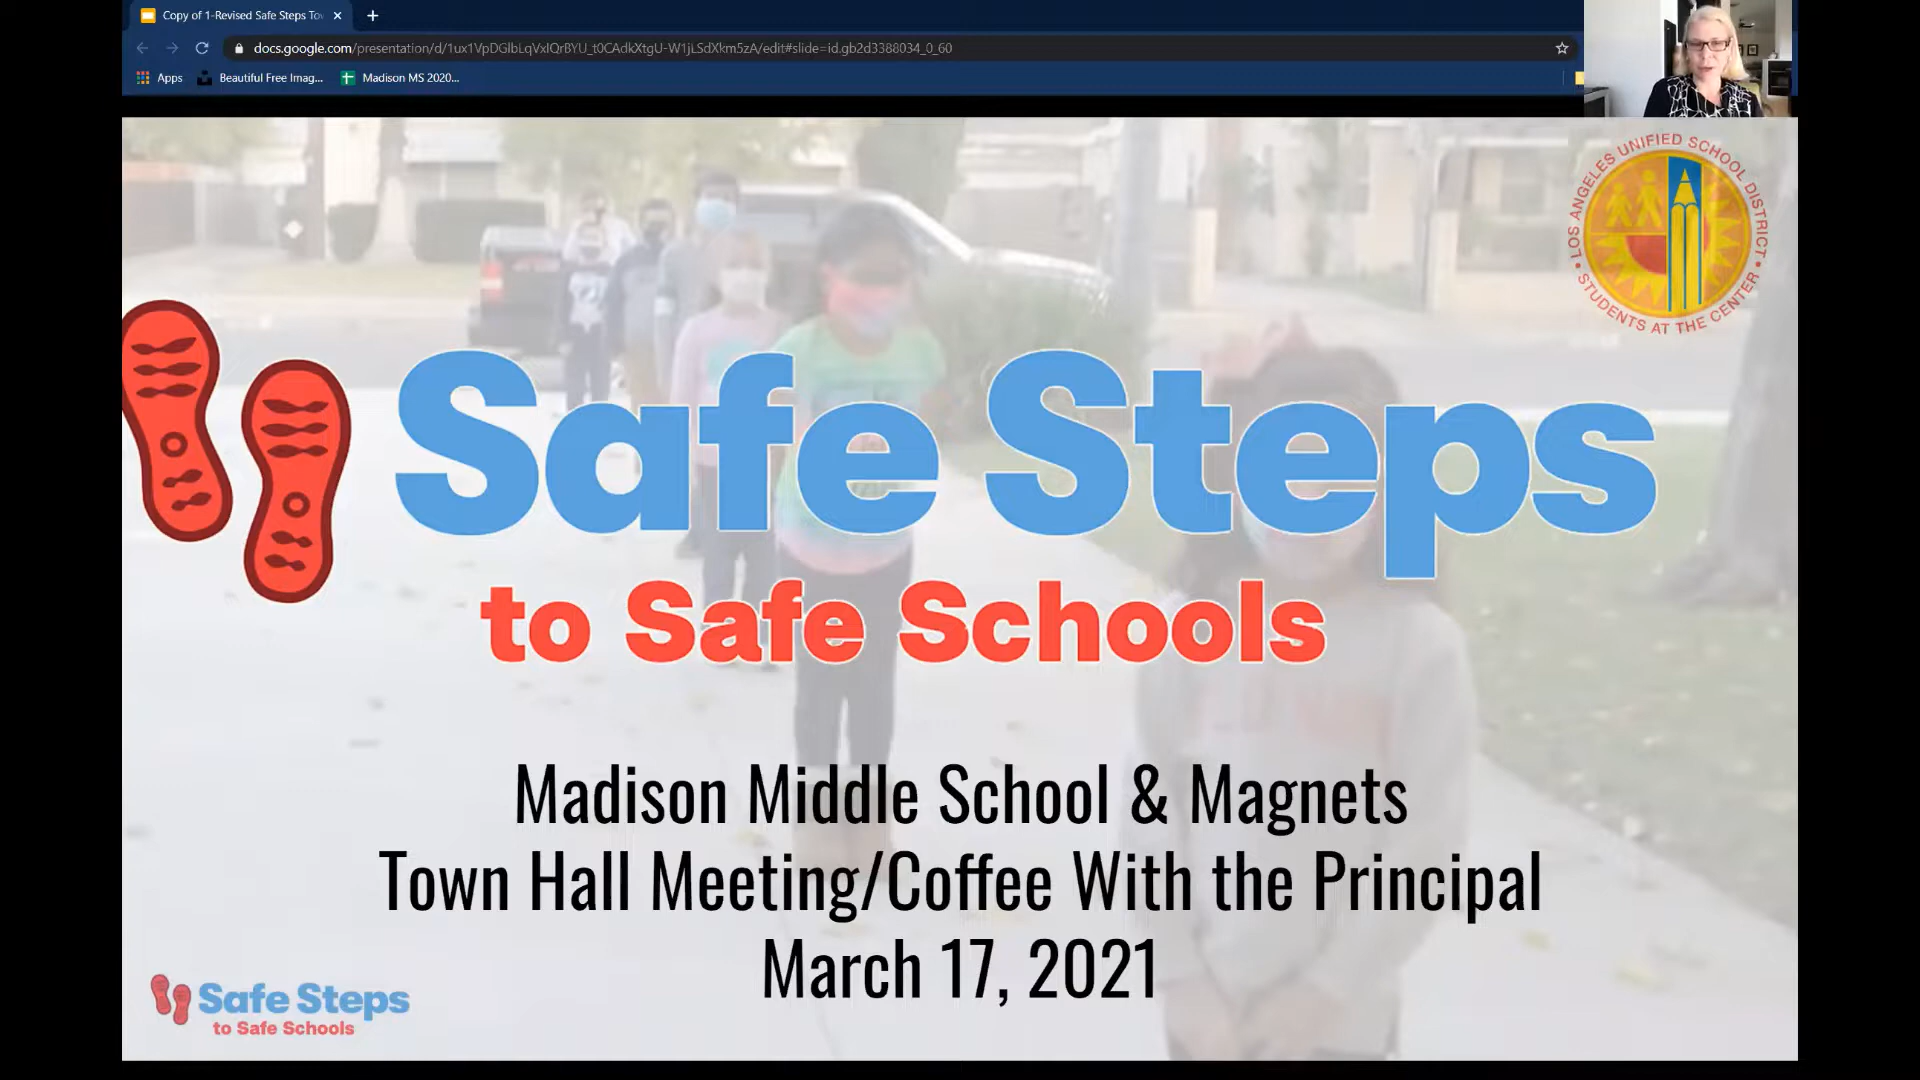 Copy of 1-Revised Safe Steps To
docs.google.com/presentation/d/1ux1VpDGlbLqVxIQrBYU_t0CAdkXtgU-W1jLSdXkm5zA/edit#slide=id.gb2d3388034_0_60
Apps
Beautiful Free Imag...
Madison MS 2020...
LOS ANGELES UNIFIED SCHOOL DISTRICT
STUDENTS AT THE CENTER
Safe Steps
to Safe Schools
Madison Middle School & Magnets
Town Hall Meeting/Coffee With the Principal
March 17, 2021
Safe Steps
to Safe Schools